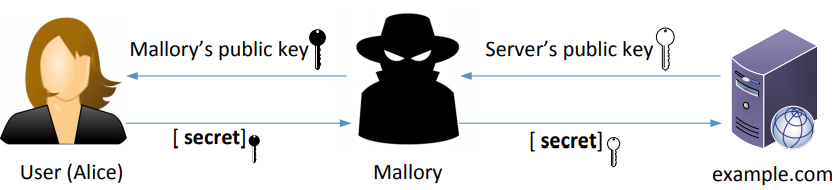 Mallory's public key
Server's public key
[ secret]
[ secret]
User (Alice)
Mallory
example.com